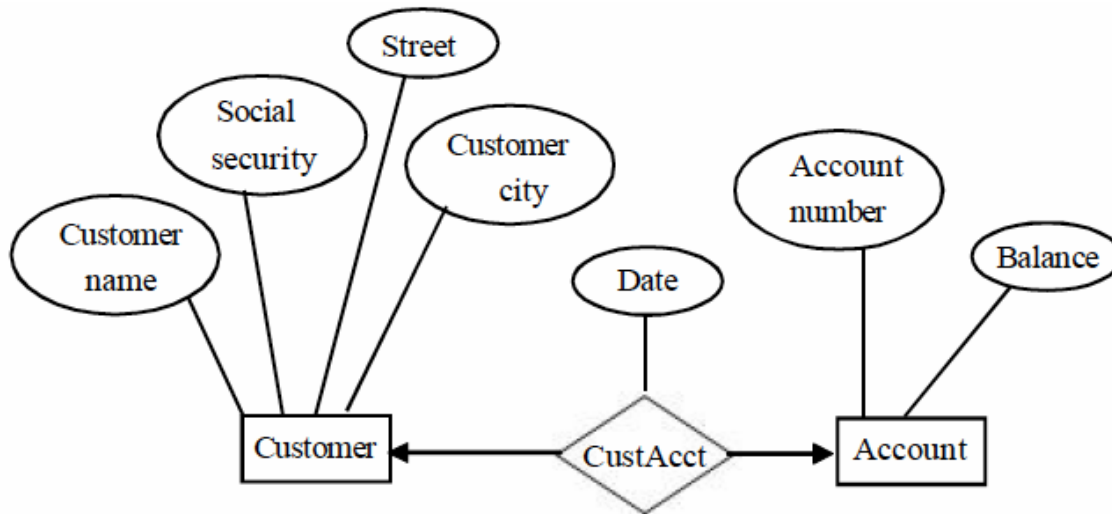 Street
Social
security
Customer
city
Account
number
Customer
name
Date
Balance
Customer
CustAcct
Account